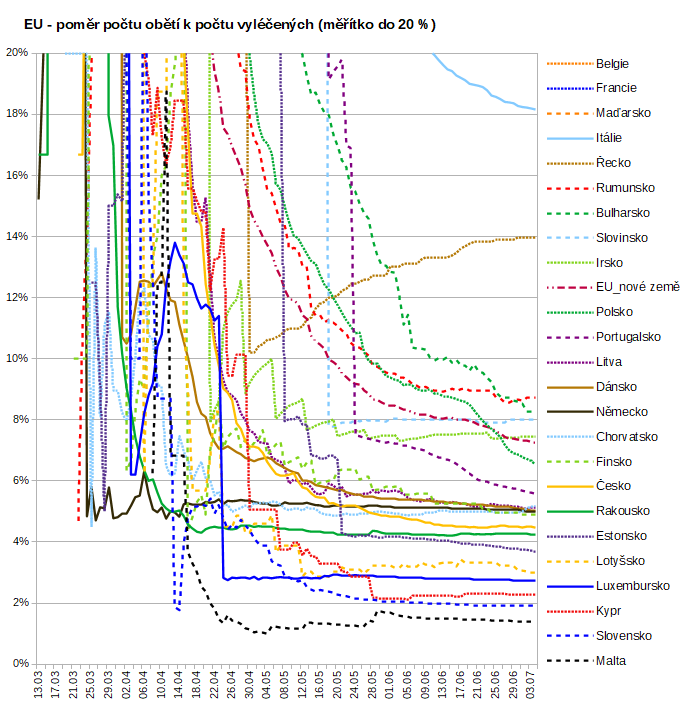 EU - poměr počtu obětí k počtu vyléčených (měřítko do 20 %)
20%
18%
16%
14%
12%
10%
8%
6%
4%
2%
0%
13.03
17.03
21.03
25.03
29.03
02.04
06.04
10.04
14.04
18.04
22.04
26.04
30.04
04.05
08.05
12.05
16.05
20.05
24.05
28.05
01.06
05.06
09.06
13.06
17.06
21.06
25.06
29.06
03.07
Belgie
Francie
Maďarsko
Itálie
Řecko
Rumunsko
Bulharsko
Slovinsko
Irsko
EU_nové země
Polsko
Portugalsko
Litva
Dánsko
Německo
Chorvatsko
Finsko
Česko
Rakousko
Estonsko
Lotyšsko
Luxembursko
Kypr
Slovensko
Malta